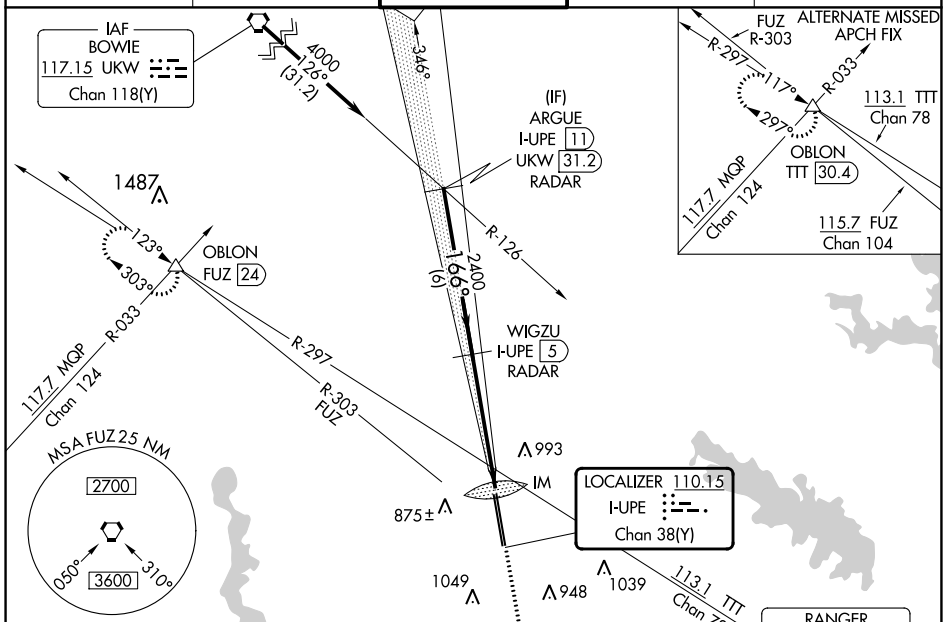 IAF
BOWIE
117.15 UKW
Chan 118(Y)
4000
126°
(31.2)
346°
(IF)
ARGUE
I-UPE 11
UKW 31.2
RADAR
R-126
2400
166°
(6)
WIGZU
I-UPE 5
RADAR
FUZ
R-303
ALTERNATE MISSED
APCH FIX
R-297
117°
R-033
297°
113.1 TTT
Chan 78
OBLON
TTT 30.4
117.7 MQP
Chan 124
115.7 FUZ
Chan 104
1487
123°
303°
OBLON
FUZ 24
R-033
117.7 MQP
Chan 124
R-297
R-303
FUZ
MSA FUZ 25 NM
2700
050°
310°
3600
993
IM
875±
LOCALIZER 110.15
I-UPE
Chan 38(Y)
1049
948
1039
113.1 TTT
RANGER